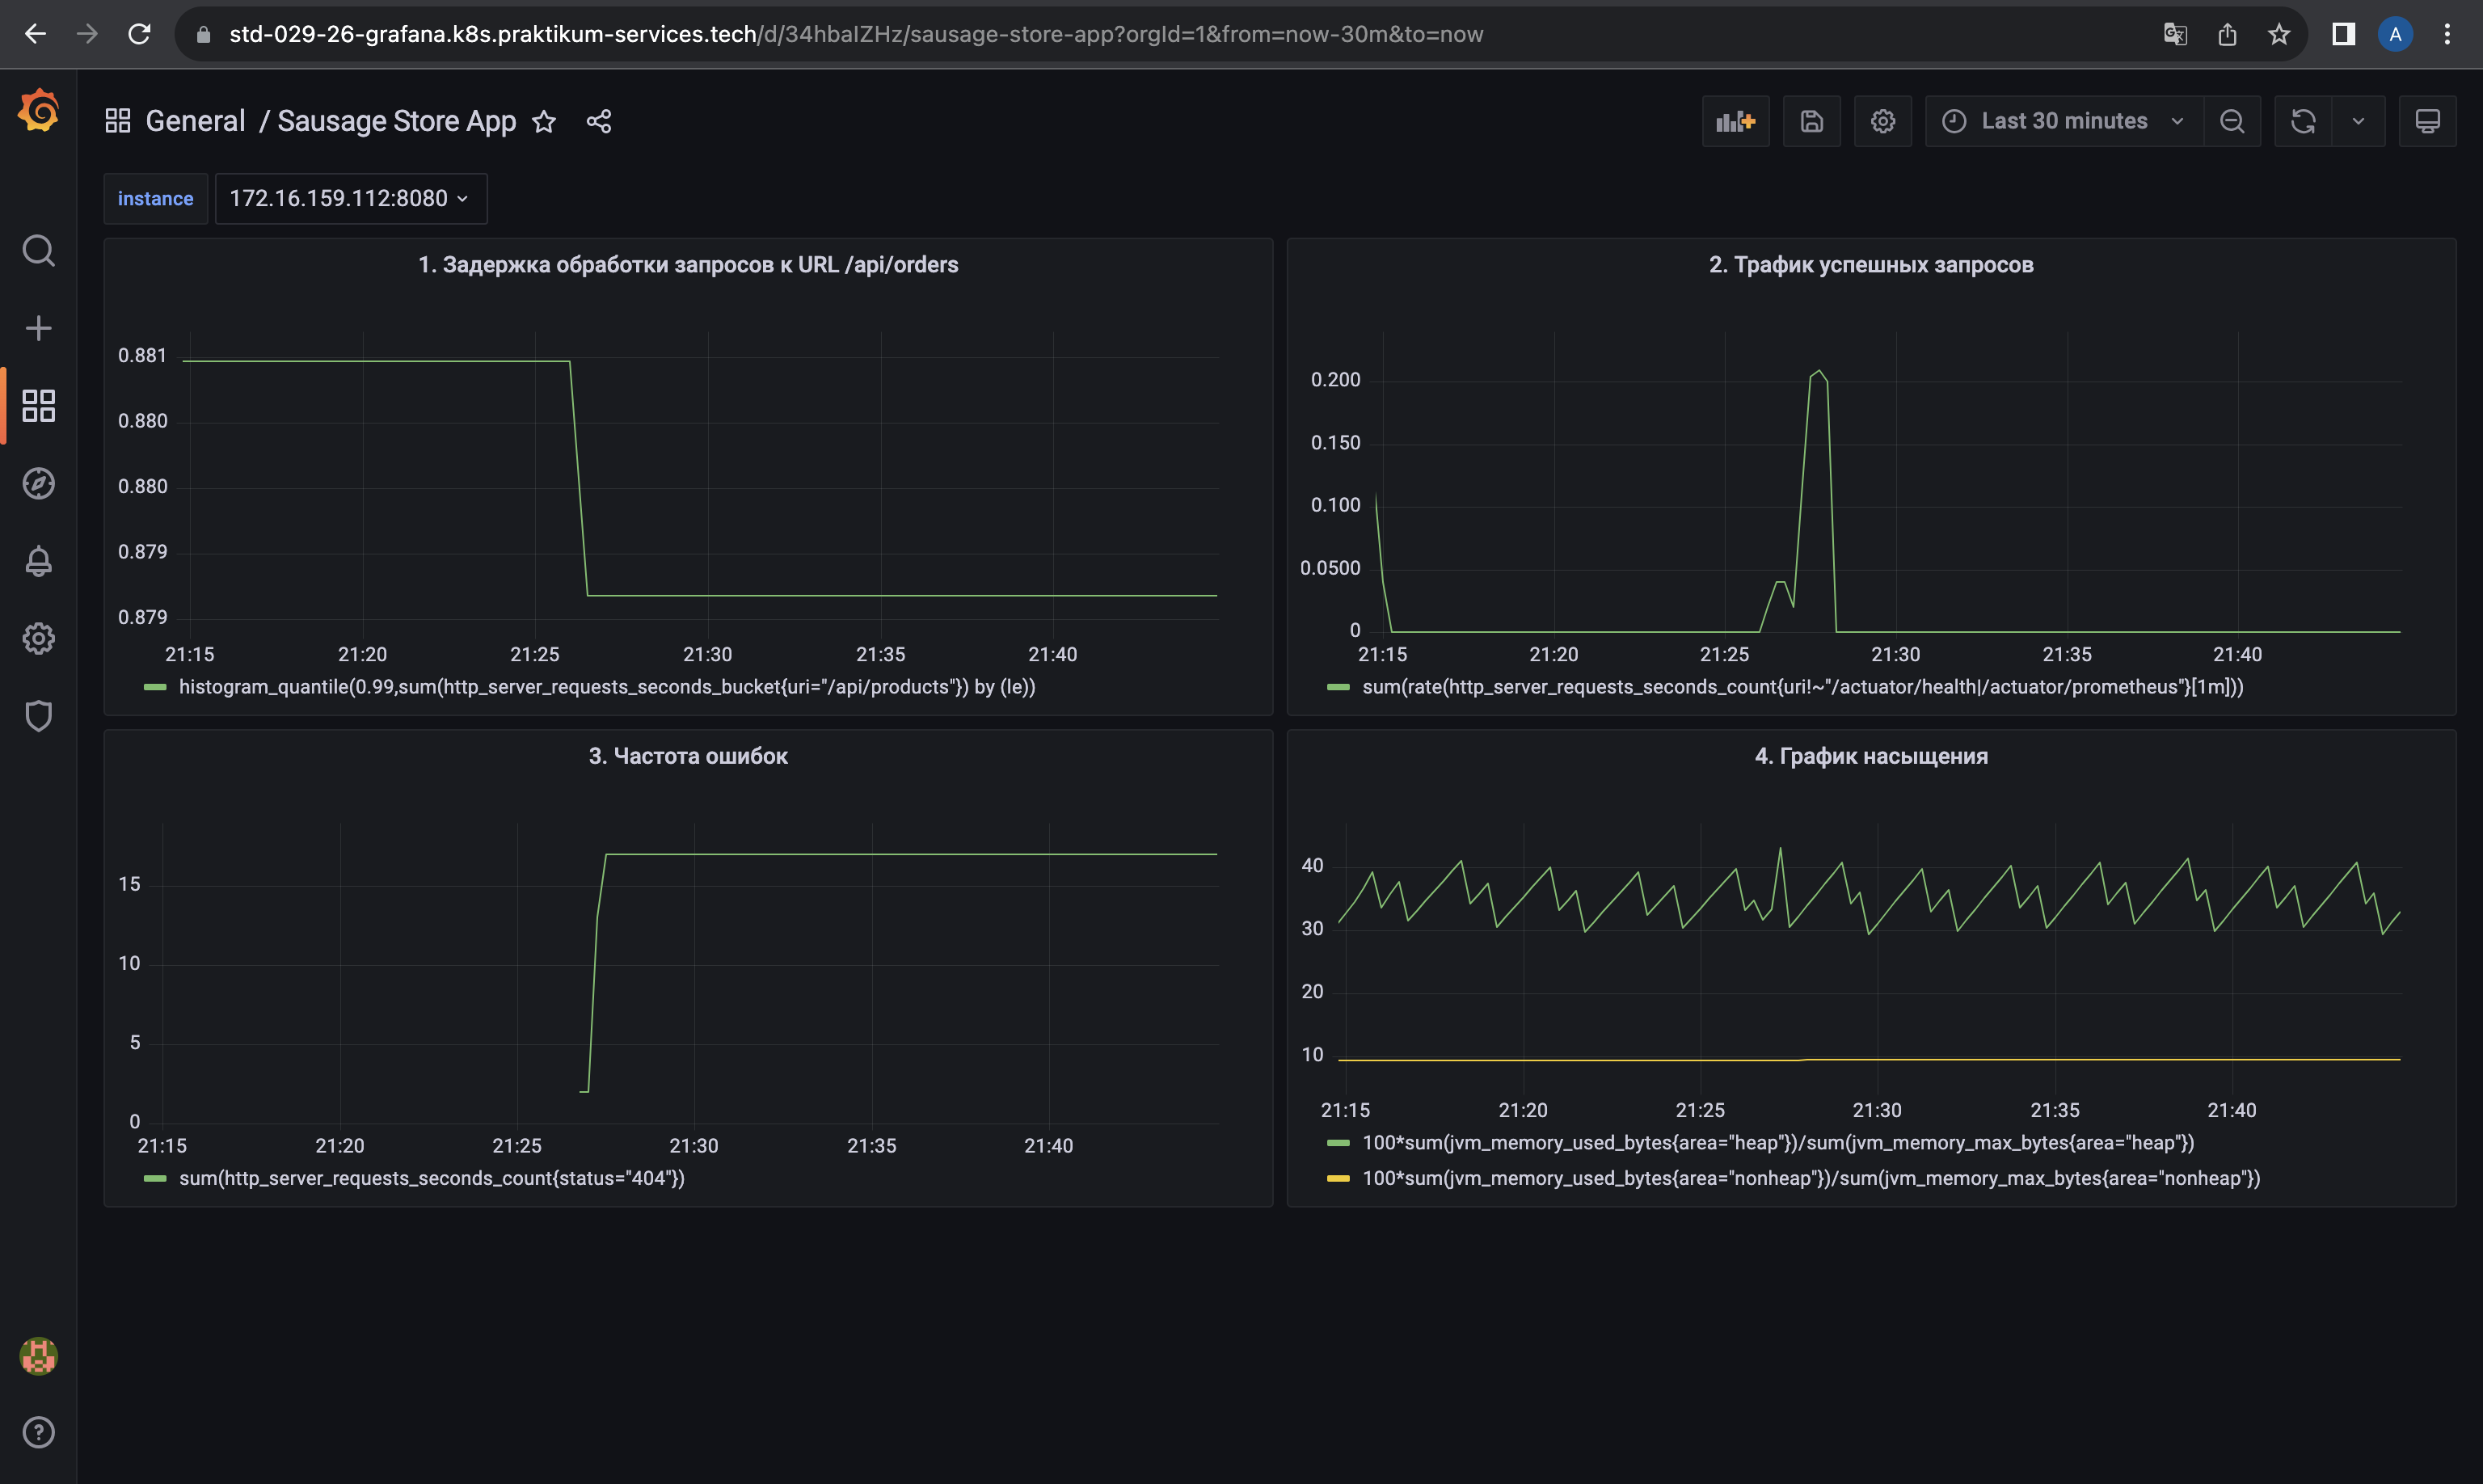 std-029-26-grafana.k8s.praktikum-services.tech/d/34hbaIZHz/sausage-store-app?orgId=1&from=now-30m&to=now
A
General / Sausage Store App
Last 30 minutes
instance
172.16.159.112:8080
1. Задержка обработки запросов к URL /api/orders
0.881
0.880
0.880
0.879
0.879
21:15 21:20 21:25 21:30 21:35 21:40
histogram_quantile(0.99,sum(http_server_requests_seconds_bucket{uri="/api/products"}) by (le))
2. Трафик успешных запросов
0.200
0.150
0.100
0.0500
0
21:15 21:20 21:25 21:30 21:35 21:40
sum(rate(http_server_requests_seconds_count{uri!~"/actuator/health|/actuator/prometheus"}[1m]))
3. Частота ошибок
15
10
5
0
21:15 21:20 21:25 21:30 21:35 21:40
sum(http_server_requests_seconds_count{status="404"})
4. График насыщения
40
30
20
10
21:15 21:20 21:25 21:30 21:35 21:40
100*sum(jvm_memory_used_bytes{area="heap"})/sum(jvm_memory_max_bytes{area="heap"})
100*sum(jvm_memory_used_bytes{area="nonheap"})/sum(jvm_memory_max_bytes{area="nonheap"})